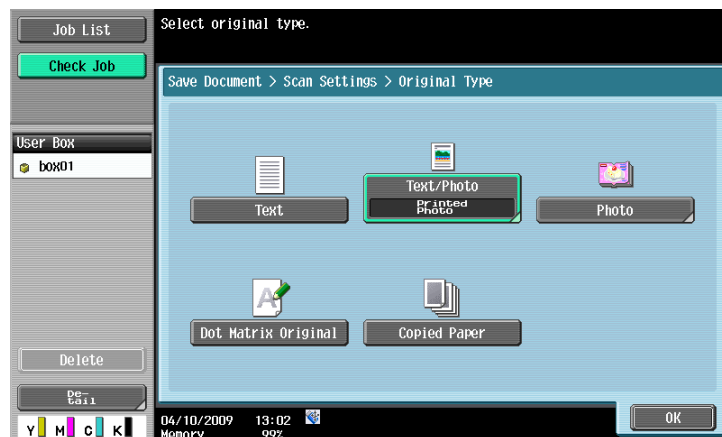 Job List
Select original type.
Check Job
Save Document > Scan Settings > Original Type
User Box
box01
Text
Text/Photo
Printed
Photo
Photo
Dot Matrix Original
Copied Paper
Delete
De-
tail
Y M C K
04/10/2009 13:02
Memory 99%
OK